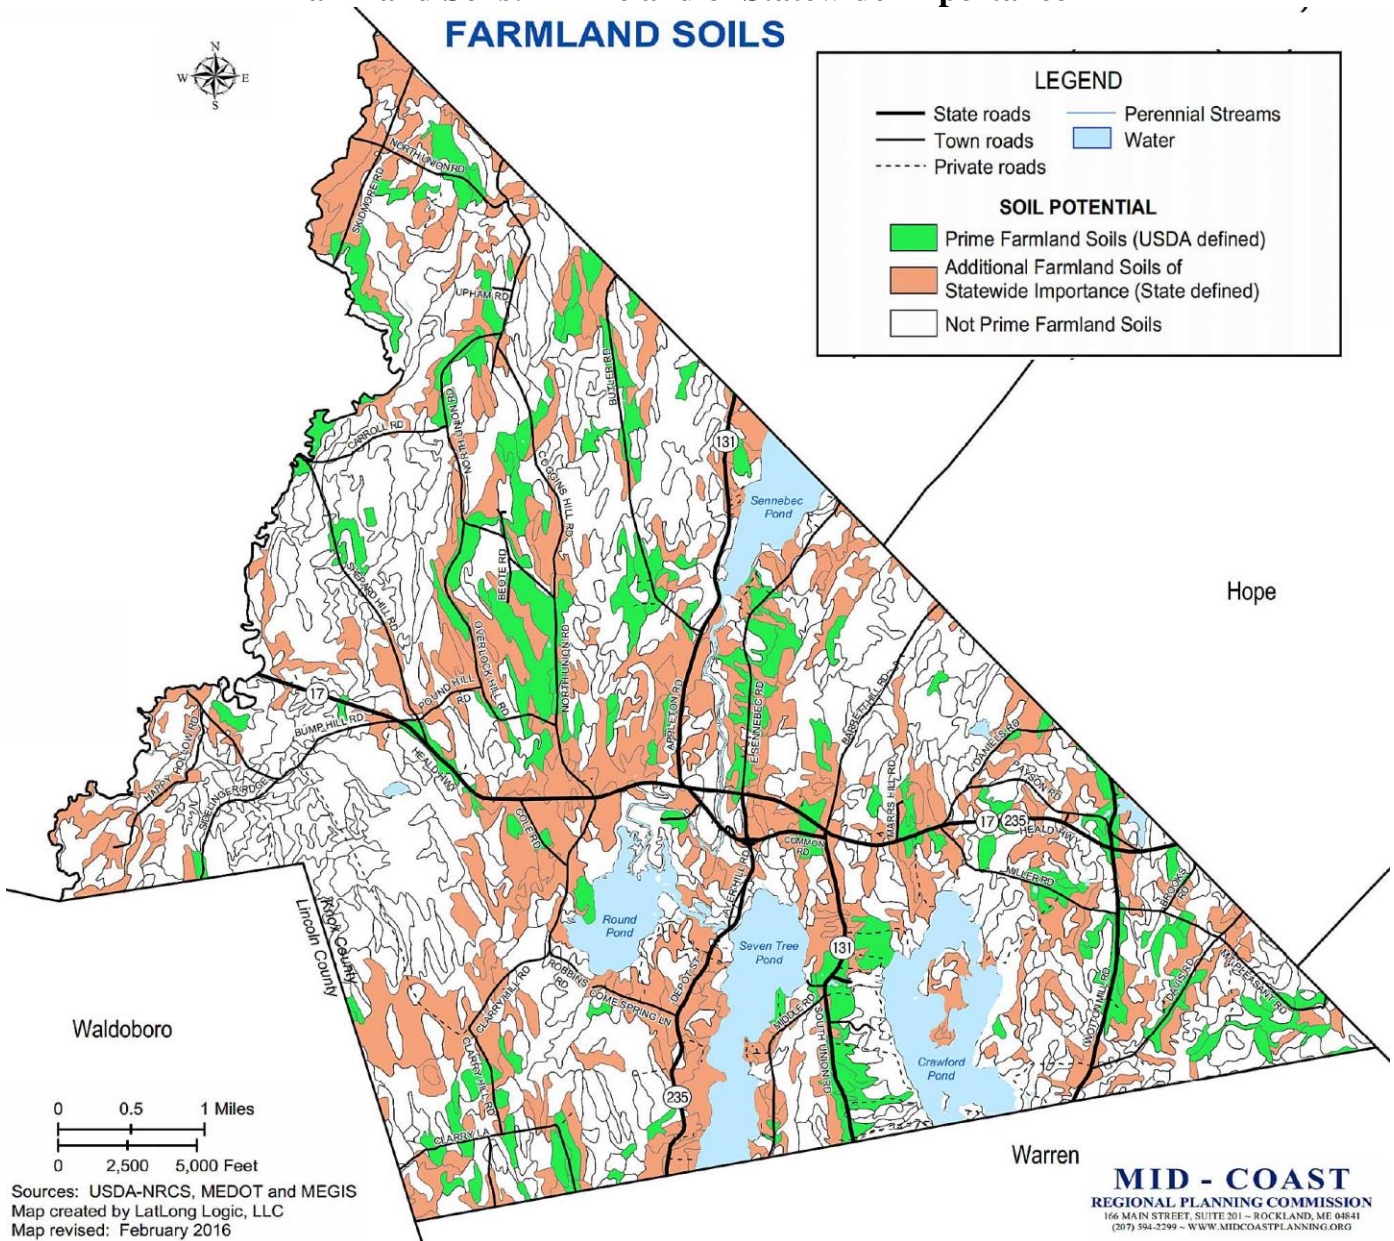 FARMLAND SOILS
N
W E
S
LEGEND
State roads
Perennial Streams
Town roads
Water
Private roads
SOIL POTENTIAL
Prime Farmland Soils (USDA defined)
Additional Farmland Soils of
Statewide Importance (State defined)
Not Prime Farmland Soils
NORTH UNION RD
SKIDMORE RD
UPHAM RD
BUTLER RD
NORTH UNION RD
CARROLL RD
131
COGGINS HILL RD
Sennebec
Pond
BEOTE RD
SHEPARD HILL RD
Hope
OVERLOCK HILL RD
NORTH UNION RD
17
POUND HILL
RD
APPLETON RD
E SENNEBEC RD
BARRETT HILL RD
BUMP HILL RD
HAPPY HOLLOW RD
HEALD HWY
DANIELS RD
PAYSON RD
SIDELINGER RIDGE
MARRS HILL RD
COLE RD
17
235
HEALD HWY
COMMON
RD
AYER HILL RD
MILLER RD
BROOKS
RD
Knox County
Lincoln County
Round
Pond
Seven Tree
Pond
131
MT PLEASANT RD
DAVIS RD
WOTTON MILL RD
ROBBINS
RD
COME SPRING LN
DEPOT ST
CLARRY MILL RD
MIDDLE RD
SOUTH UNION RD
Waldoboro
CLARRY HILL RD
Crawford
Pond
235
CLARRY LA
Warren
0 0.5 1 Miles
0 2,500 5,000 Feet
Sources: USDA-NRCS, MEDOT and MEGIS
Map created by LatLong Logic, LLC
Map revised: February 2016
MID - COAST
REGIONAL PLANNING COMMISSION
166 MAIN STREET, SUITE 201 ~ ROCKLAND, ME 04841
(207) 594-2299 ~ WWW.MIDCOASTPLANNING.ORG